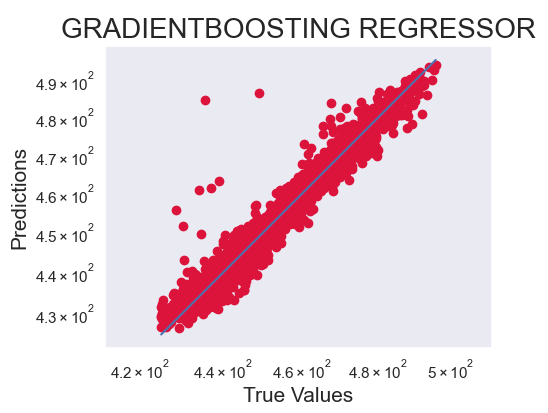 GRADIENTBOOSTING REGRESSOR
4.9 × 10²
4.8 × 10²
4.7 × 10²
4.6 × 10²
4.5 × 10²
4.4 × 10²
4.3 × 10²
Predictions
4.2 × 10² 4.4 × 10² 4.6 × 10² 4.8 × 10² 5 × 10²
True Values